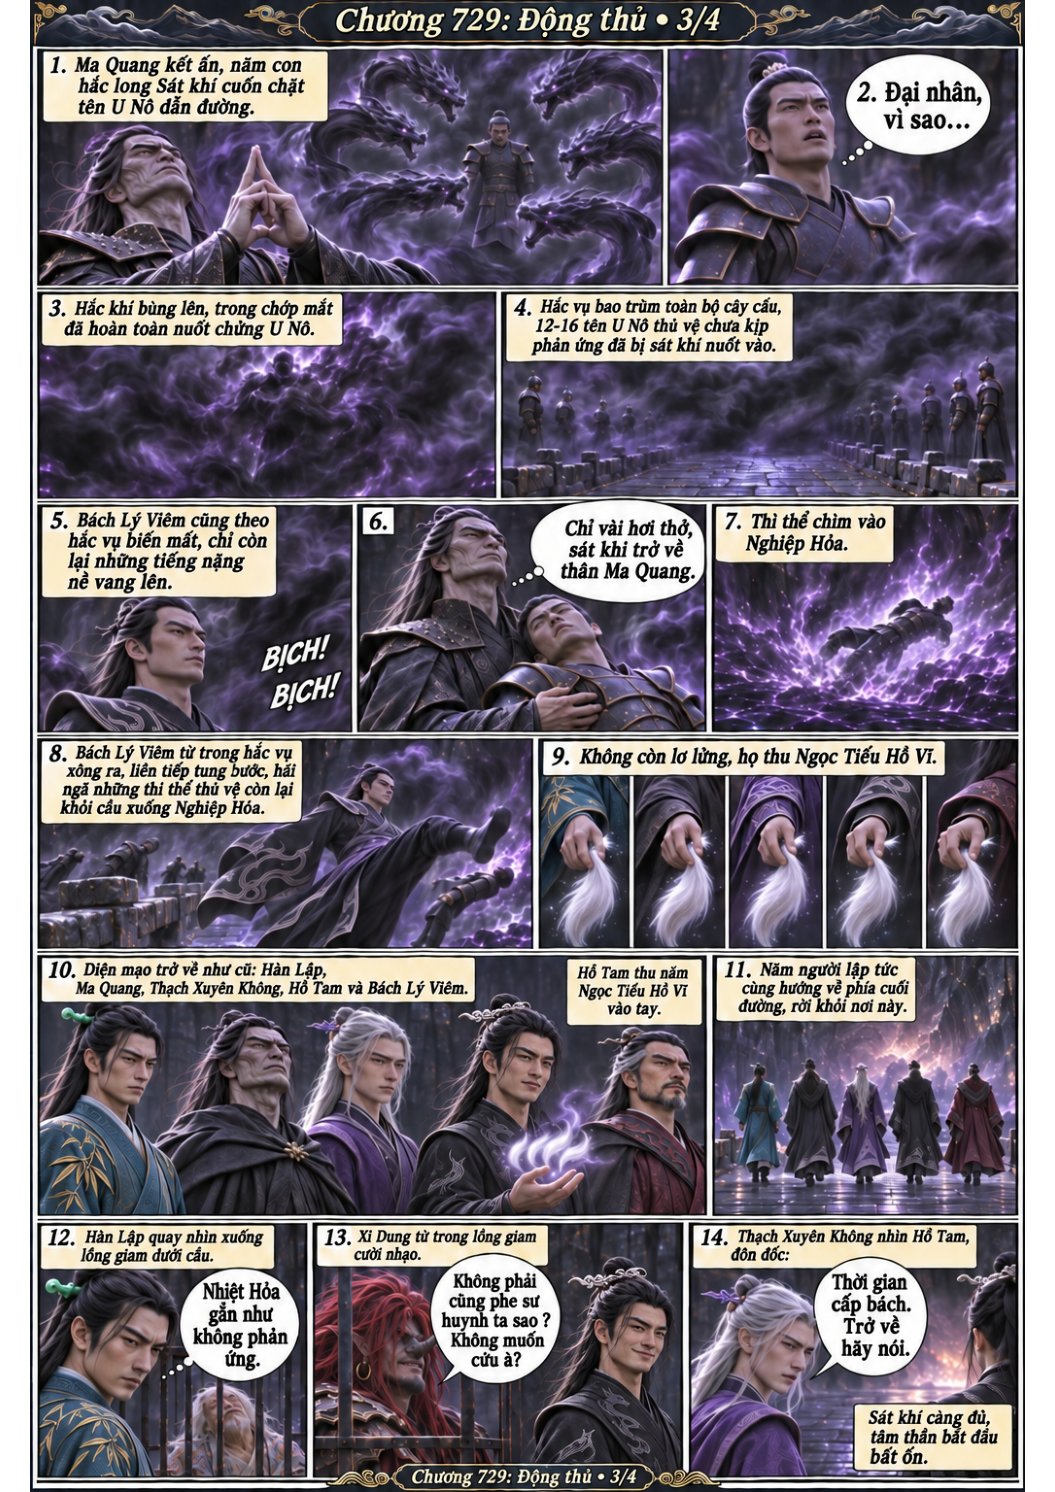 Chương 729: Động thủ • 3/4
1. Ma Quang kết ấn, năm con
hắc long Sát khí cuốn chặt
tên U Nô dẫn đường.
2. Đại nhân,
vì sao...
3. Hắc khí bùng lên, trong chớp mắt
đã hoàn toàn nuốt chửng U Nô.
4. Hắc vụ bao trùm toàn bộ cây cầu,
12-16 tên U Nô thủ vệ chưa kịp
phản ứng đã bị sát khí nuốt vào.
5. Bách Lý Viêm cũng theo
hắc vụ biến mất, chỉ còn
lại những tiếng nặng
nề vang lên.
BỊCH!
BỊCH!
6.
Chỉ vài hơi thở,
sát khi trở về
thân Ma Quang.
7. Thì thể chìm vào
Nghiệp Hỏa.
8. Bách Lý Viêm từ trong hắc vụ
xông ra, liên tiếp tung bước, hái
ngã những thi thể thủ vệ còn lại
khỏi cầu xuống Nghiệp Hóa.
9. Không còn lơ lửng, họ thu Ngọc Tiếu Hồ Vĩ.
10. Diện mạo trở về như cũ: Hàn Lập,
Ma Quang, Thạch Xuyên Không, Hồ Tam và Bách Lý Viêm.
Hồ Tam thu năm
Ngọc Tiếu Hồ Vĩ
vào tay.
11. Năm người lập tức
cùng hướng về phía cuối
đường, rời khỏi nơi này.
12. Hàn Lập quay nhìn xuống
lồng giam dưới cầu.
Nhiệt Hỏa
gần như
không phản
ứng.
13. Xi Dung từ trong lồng giam
cười nhạo.
Không phải
cũng phe sư
huynh ta sao ?
Không muốn
cứu à?
14. Thạch Xuyên Không nhìn Hồ Tam,
đôn đốc:
Thời gian
cấp bách.
Trở về
hãy nói.
Sát khí càng đủ,
tâm thần bắt đầu
bất ổn.
Chương 729: Động thủ • 3/4